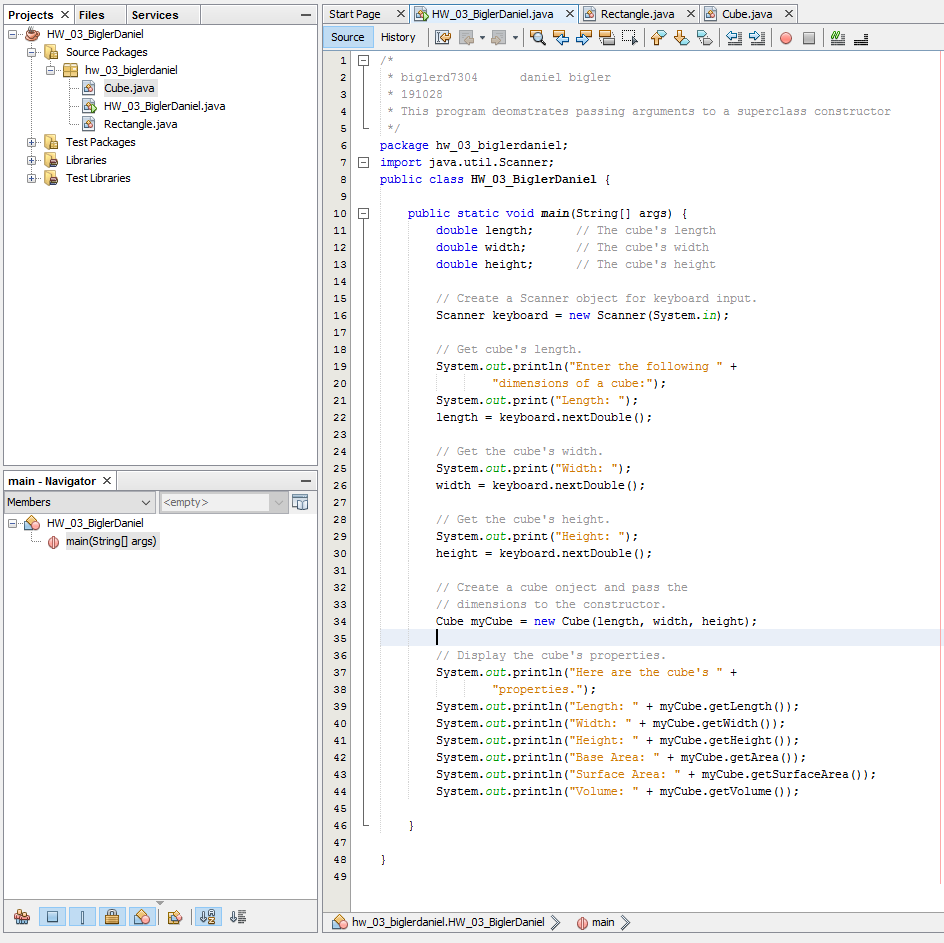 Projects Files Services
HW_03_BiglerDaniel
Source Packages
hw_03_biglerdaniel
Cube.java
HW_03_BiglerDaniel.java
Rectangle.java
Test Packages
Libraries
Test Libraries
main - Navigator
Members <empty>
HW_03_BiglerDaniel
main(String[] args)
Start Page HW_03_BiglerDaniel.java Rectangle.java Cube.java
Source History
1 /*
2 * biglerd7304      daniel bigler
3 * 191028
4 * This program deomstrates passing arguments to a superclass constructor
5 */
6 package hw_03_biglerdaniel;
7 import java.util.Scanner;
8 public class HW_03_BiglerDaniel {
9
10     public static void main(String[] args) {
11         double length;      // The cube's length
12         double width;       // The cube's width
13         double height;      // The cube's height
14
15         // Create a Scanner object for keyboard input.
16         Scanner keyboard = new Scanner(System.in);
17
18         // Get cube's length.
19         System.out.println("Enter the following " +
20                 "dimensions of a cube:");
21         System.out.print("Length: ");
22         length = keyboard.nextDouble();
23
24         // Get the cube's width.
25         System.out.print("Width: ");
26         width = keyboard.nextDouble();
27
28         // Get the cube's height.
29         System.out.print("Height: ");
30         height = keyboard.nextDouble();
31
32         // Create a cube onject and pass the
33         // dimensions to the constructor.
34         Cube myCube = new Cube(length, width, height);
35
36         // Display the cube's properties.
37         System.out.println("Here are the cube's " +
38                 "properties.");
39         System.out.println("Length: " + myCube.getLength());
40         System.out.println("Width: " + myCube.getWidth());
41         System.out.println("Height: " + myCube.getHeight());
42         System.out.println("Base Area: " + myCube.getArea());
43         System.out.println("Surface Area: " + myCube.getSurfaceArea());
44         System.out.println("Volume: " + myCube.getVolume());
45
46     }
47
48 }
49
hw_03_biglerdaniel.HW_03_BiglerDaniel main